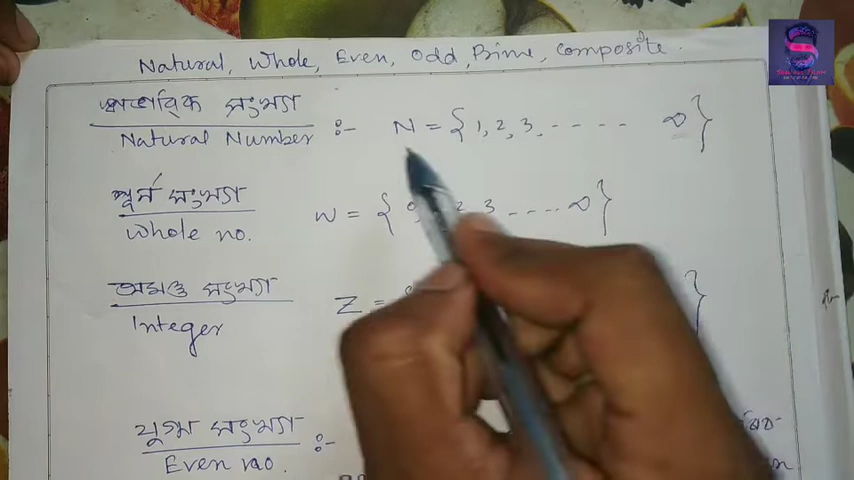 Natural, Whole, Even, Odd, Prime, Composite.
সংখ্যা
Natural Number :- N = {1, 2, 3, - - - - - ∞}
সংখ্যা
Whole no. W = {0, 2, 3 - - . . . ∞}
অখণ্ড সংখ্যা
Integer Z = {
যুগ্ম সংখ্যা
Even no. :-